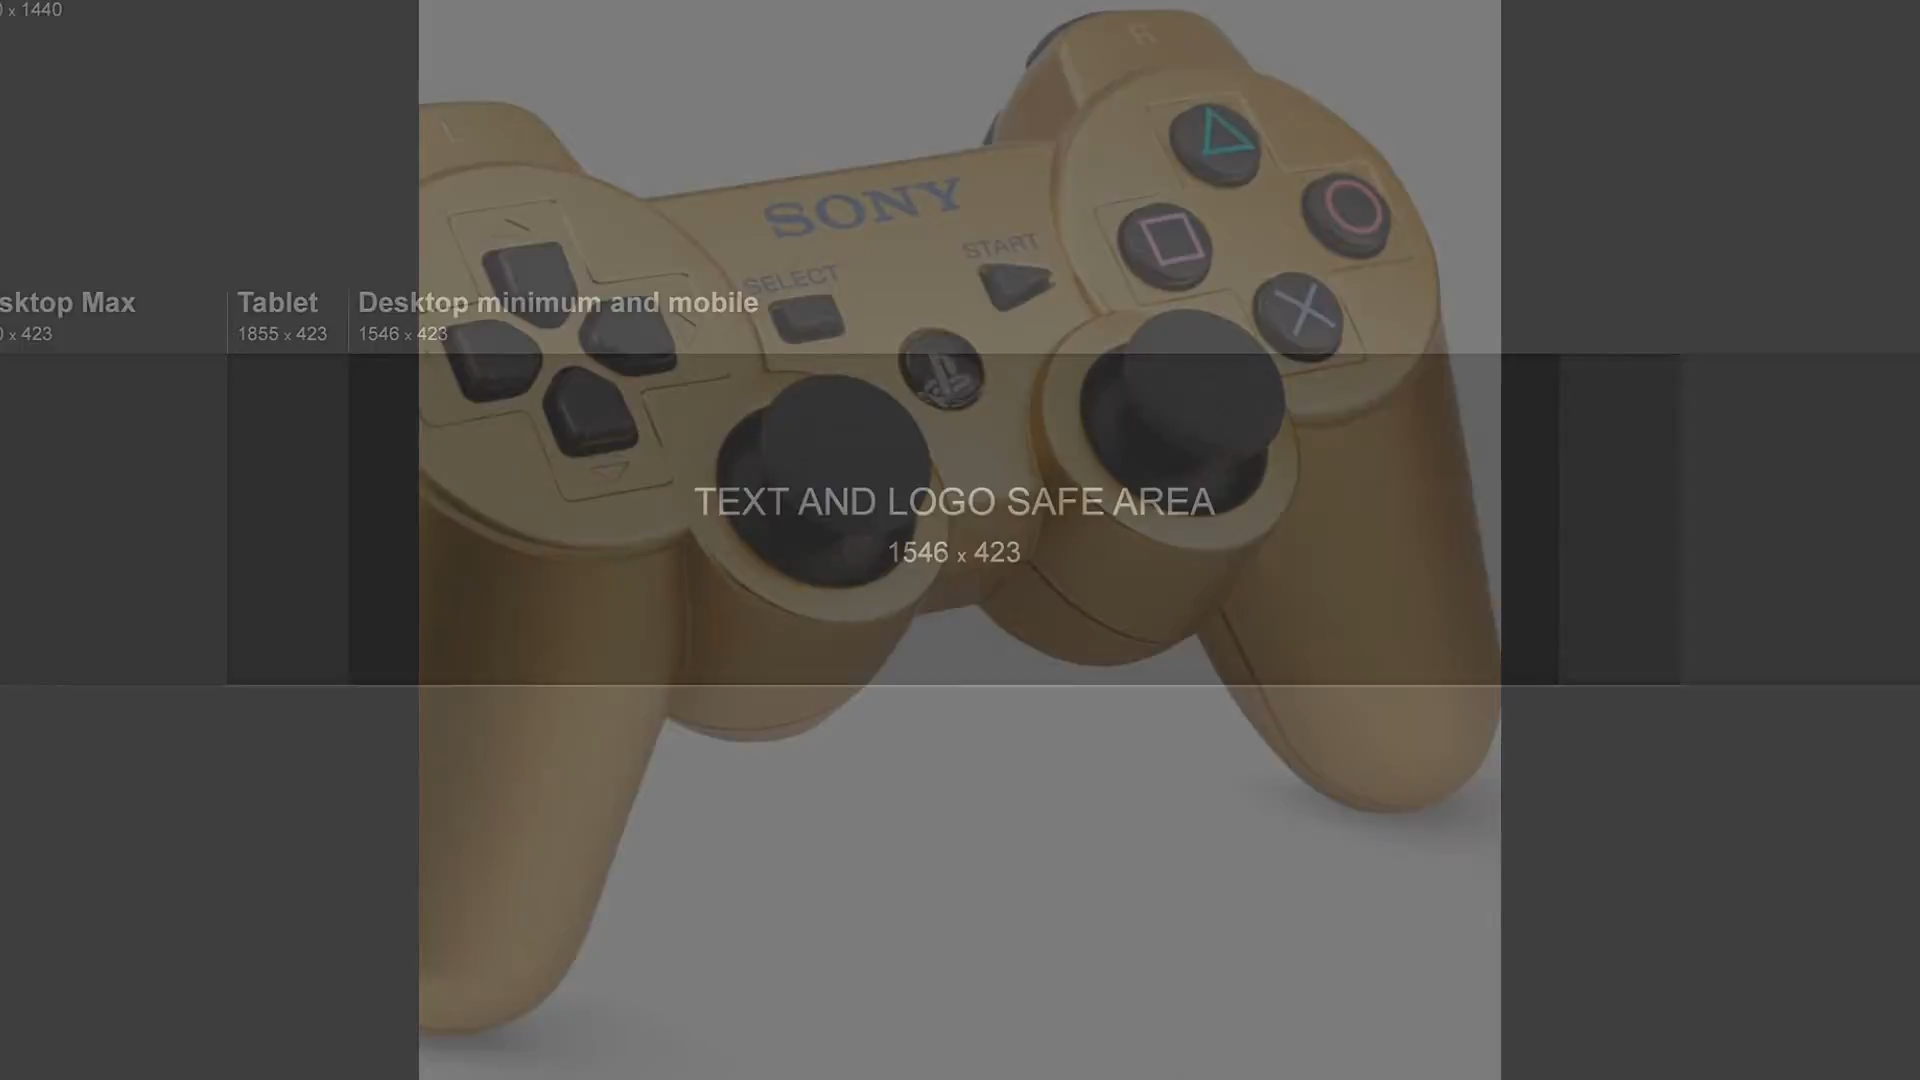 x 1440
R
L
SONY
START
SELECT
sktop Max
Tablet
Desktop minimum and mobile
x 423
1855 x 423
1546 x 423
TEXT AND LOGO SAFE AREA
1546 x 423